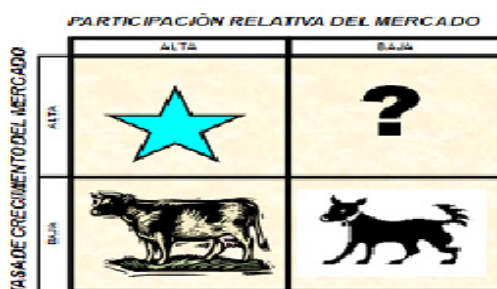 PARTICIPACIÓN RELATIVA DEL MERCADO
ALTA BAJA
TASA DE CRECIMIENTO DEL MERCADO
ALTA
?
BAJA